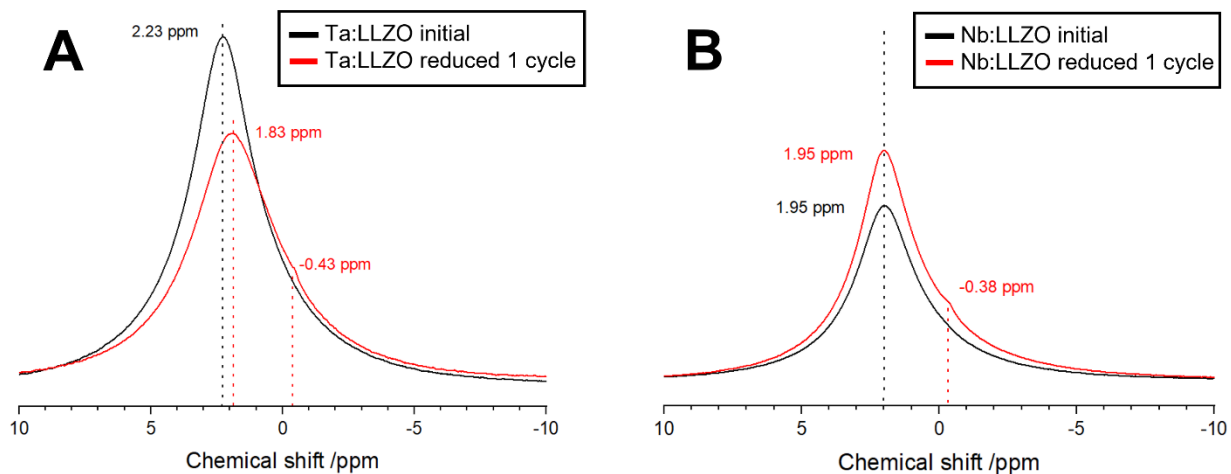 A
2.23 ppm
Ta:LLZO initial
Ta:LLZO reduced 1 cycle
1.83 ppm
-0.43 ppm
10
5
0
-5
-10
Chemical shift /ppm
B
Nb:LLZO initial
Nb:LLZO reduced 1 cycle
1.95 ppm
1.95 ppm
-0.38 ppm
10
5
0
-5
-10
Chemical shift /ppm